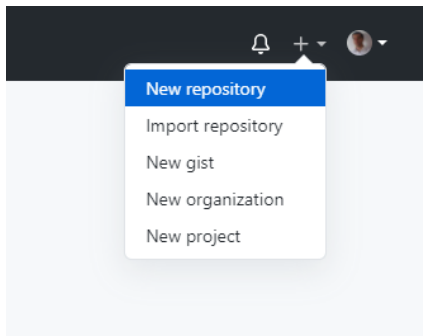 New repository
Import repository
New gist
New organization
New project